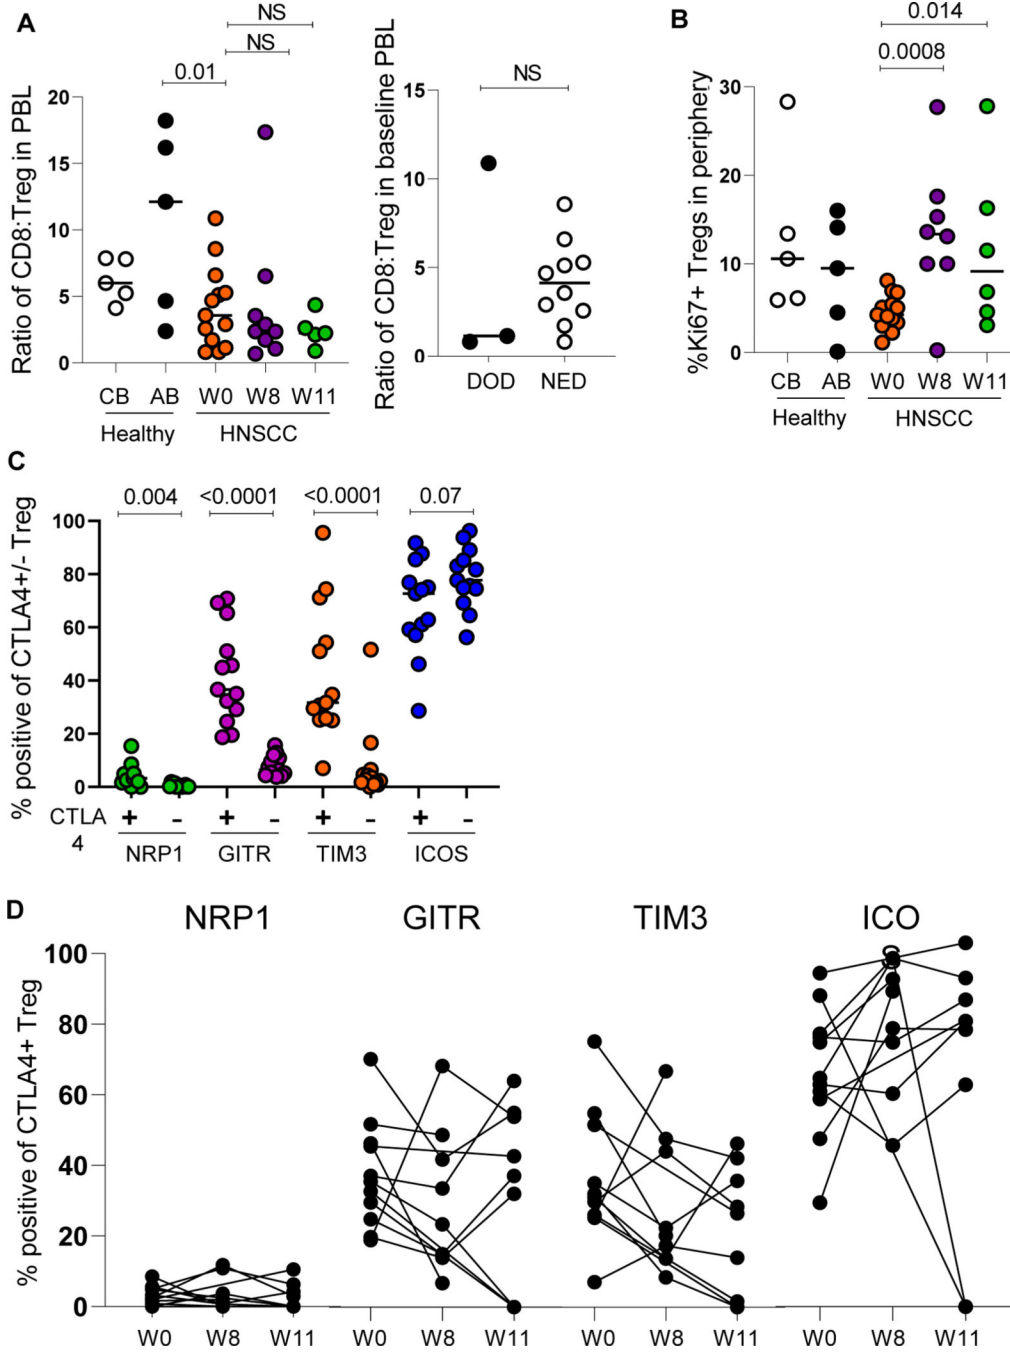 A
NS
NS
0.01
Ratio of CD8:Treg in PBL
20
15
10
5
0
CB AB W0 W8 W11
Healthy HNSCC
Ratio of CD8:Treg in baseline PBL
NS
15
10
5
0
DOD NED
B
0.014
0.0008
%Ki67+ Tregs in periphery
30
20
10
0
CB AB W0 W8 W11
Healthy HNSCC
C
% positive of CTLA4+/- Treg
0.004 <0.0001 <0.0001 0.07
100
80
60
40
20
0
CTLA + - + - + - + -
4
NRP1 GITR TIM3 ICOS
D
NRP1 GITR TIM3 ICO
% positive of CTLA4+ Treg
100
80
60
40
20
0
W0 W8 W11 W0 W8 W11 W0 W8 W11 W0 W8 W11